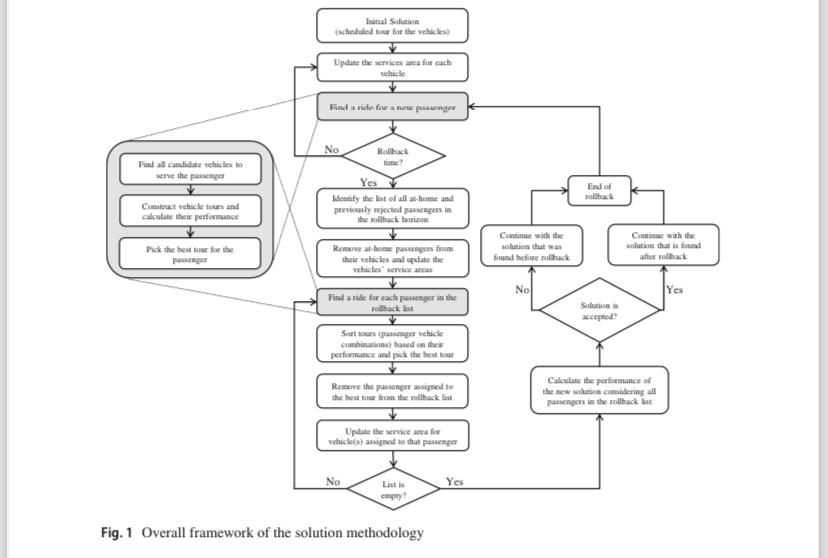 Initial Solution
(scheduled tour for the vehicles)
Update the services area for each
vehicle
Find a ride for a new passenger
No
Rollback
time?
Yes
Find all candidate vehicles to
serve the passenger
Construct vehicle tours and
calculate their performance
Pick the best tour for the
passenger
Identify the list of all at-home and
previously rejected passengers in
the rollback horizon
Remove at-home passengers from
their vehicles and update the
vehicles' service areas
Find a ride for each passenger in the
rollback list
Sort tours (passenger vehicle
combinations) based on their
performance and pick the best tour
Remove the passenger assigned to
the best tour from the rollback list
Update the service area for
vehicle(s) assigned to that passenger
No
List is
empty?
Yes
End of
rollback
Continue with the
solution that was
found before rollback
Continue with the
solution that is found
after rollback
No
Yes
Solution is
accepted?
Calculate the performance of
the new solution considering all
passengers in the rollback list
Fig. 1 Overall framework of the solution methodology